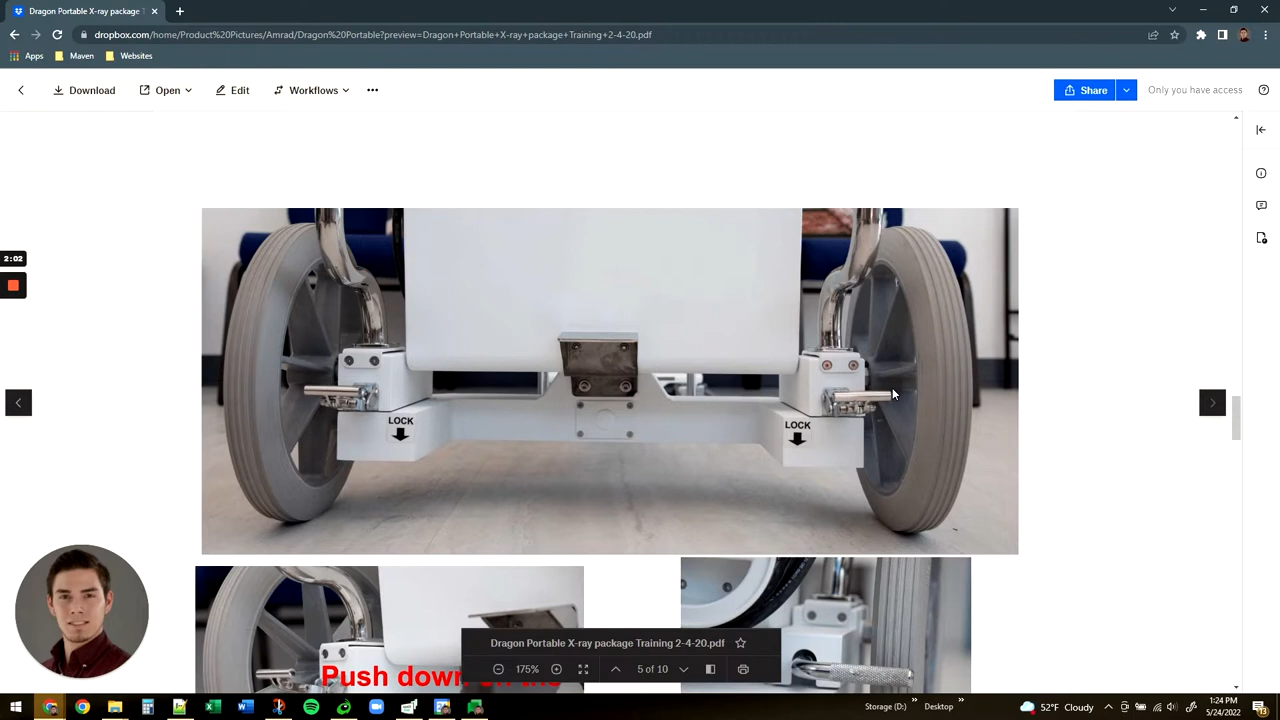 Dragon Portable X-ray package T
dropbox.com/home/Product%20Pictures/Amrad/Dragon%20Portable?preview=Dragon+Portable+X-ray+package+Training+2-4-20.pdf
Apps Maven Websites
Download Open Edit Workflows Share Only you have access
2:02
LOCK LOCK
Dragon Portable X-ray package Training 2-4-20.pdf
175% 5 of 10
Push down on the
Storage (D:) » Desktop » 52°F Cloudy 1:24 PM
5/24/2022